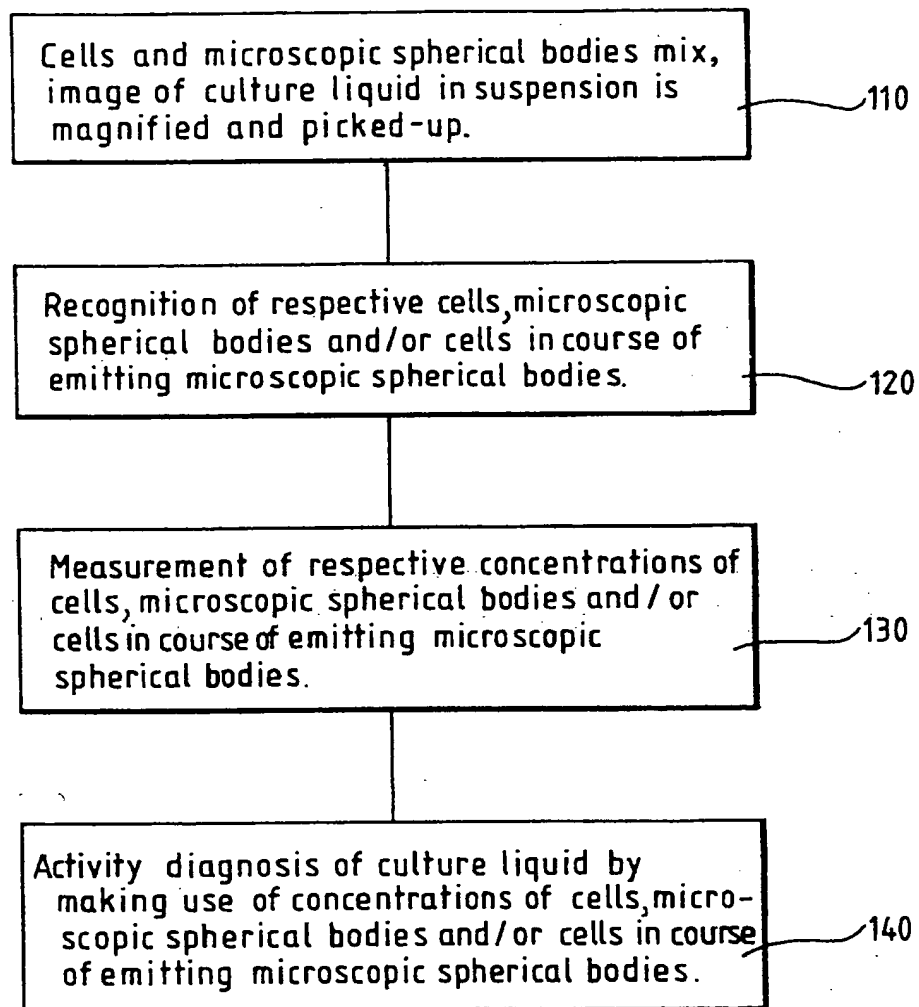 Cells and microscopic spherical bodies mix,
image of culture liquid in suspension is
magnified and picked-up.
110
Recognition of respective cells, microscopic
spherical bodies and/or cells in course of
emitting microscopic spherical bodies.
120
Measurement of respective concentrations of
cells, microscopic spherical bodies and / or
cells in course of emitting microscopic
spherical bodies.
130
Activity diagnosis of culture liquid by
making use of concentrations of cells, micro-
scopic spherical bodies and/or cells in course
of emitting microscopic spherical bodies.
140